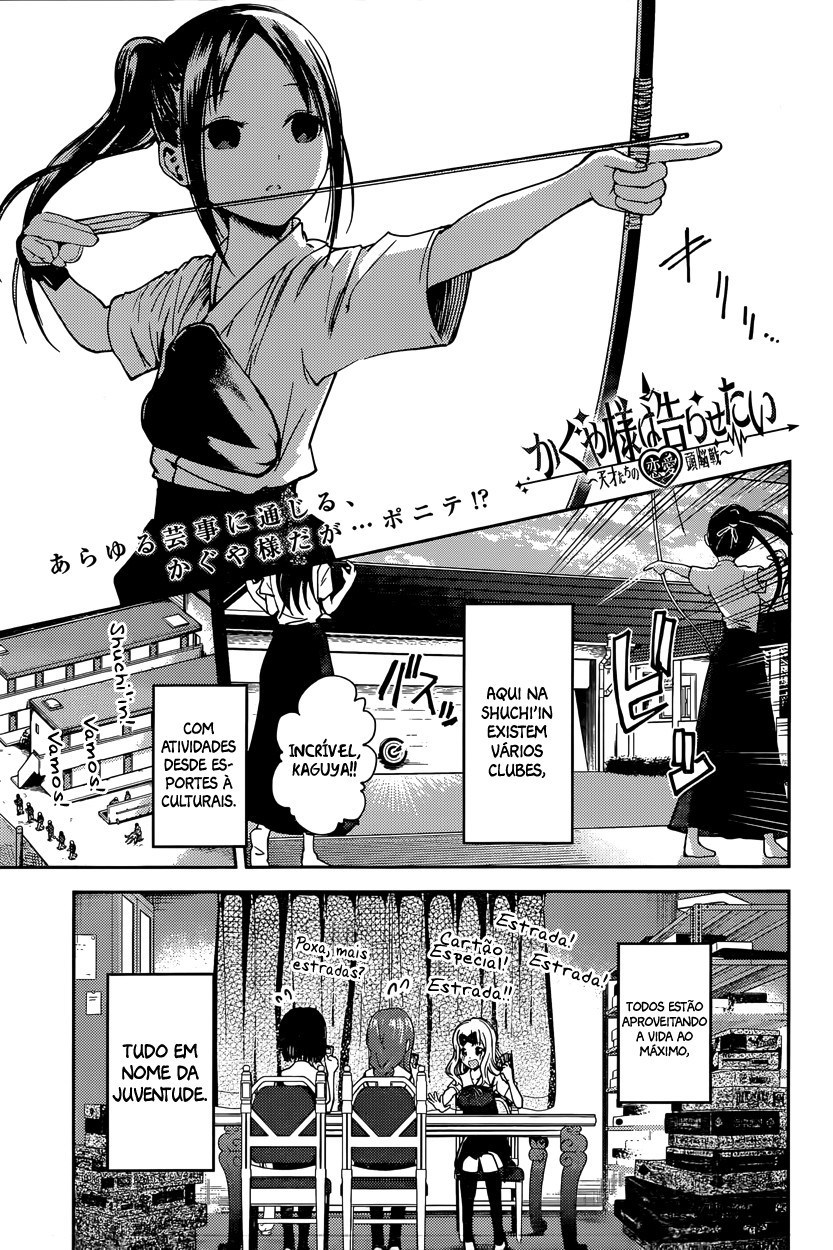 キリリッ…
かぐや様は告らせたい
～天才たちの恋愛頭脳戦～
あらゆる芸事に通じる、
かぐや様だが…ポニテ!?
ビシッ
AQUI NA
SHUCHI'IN
EXISTEM
VÁRIOS
CLUBES,
INCRÍVEL,
KAGUYA!!
COM
ATIVIDADES
DESDE ES-
PORTES À
CULTURAIS.
Shuchi'in!
Vamos!
Vamos!
TODOS ESTÃO
APROVEITANDO
A VIDA AO
MÁXIMO,
Estrada!
Estrada!
Cartão
Especial!
Estrada!!
Poxa, mais
estradas?
TUDO EM
NOME DA
JUVENTUDE.